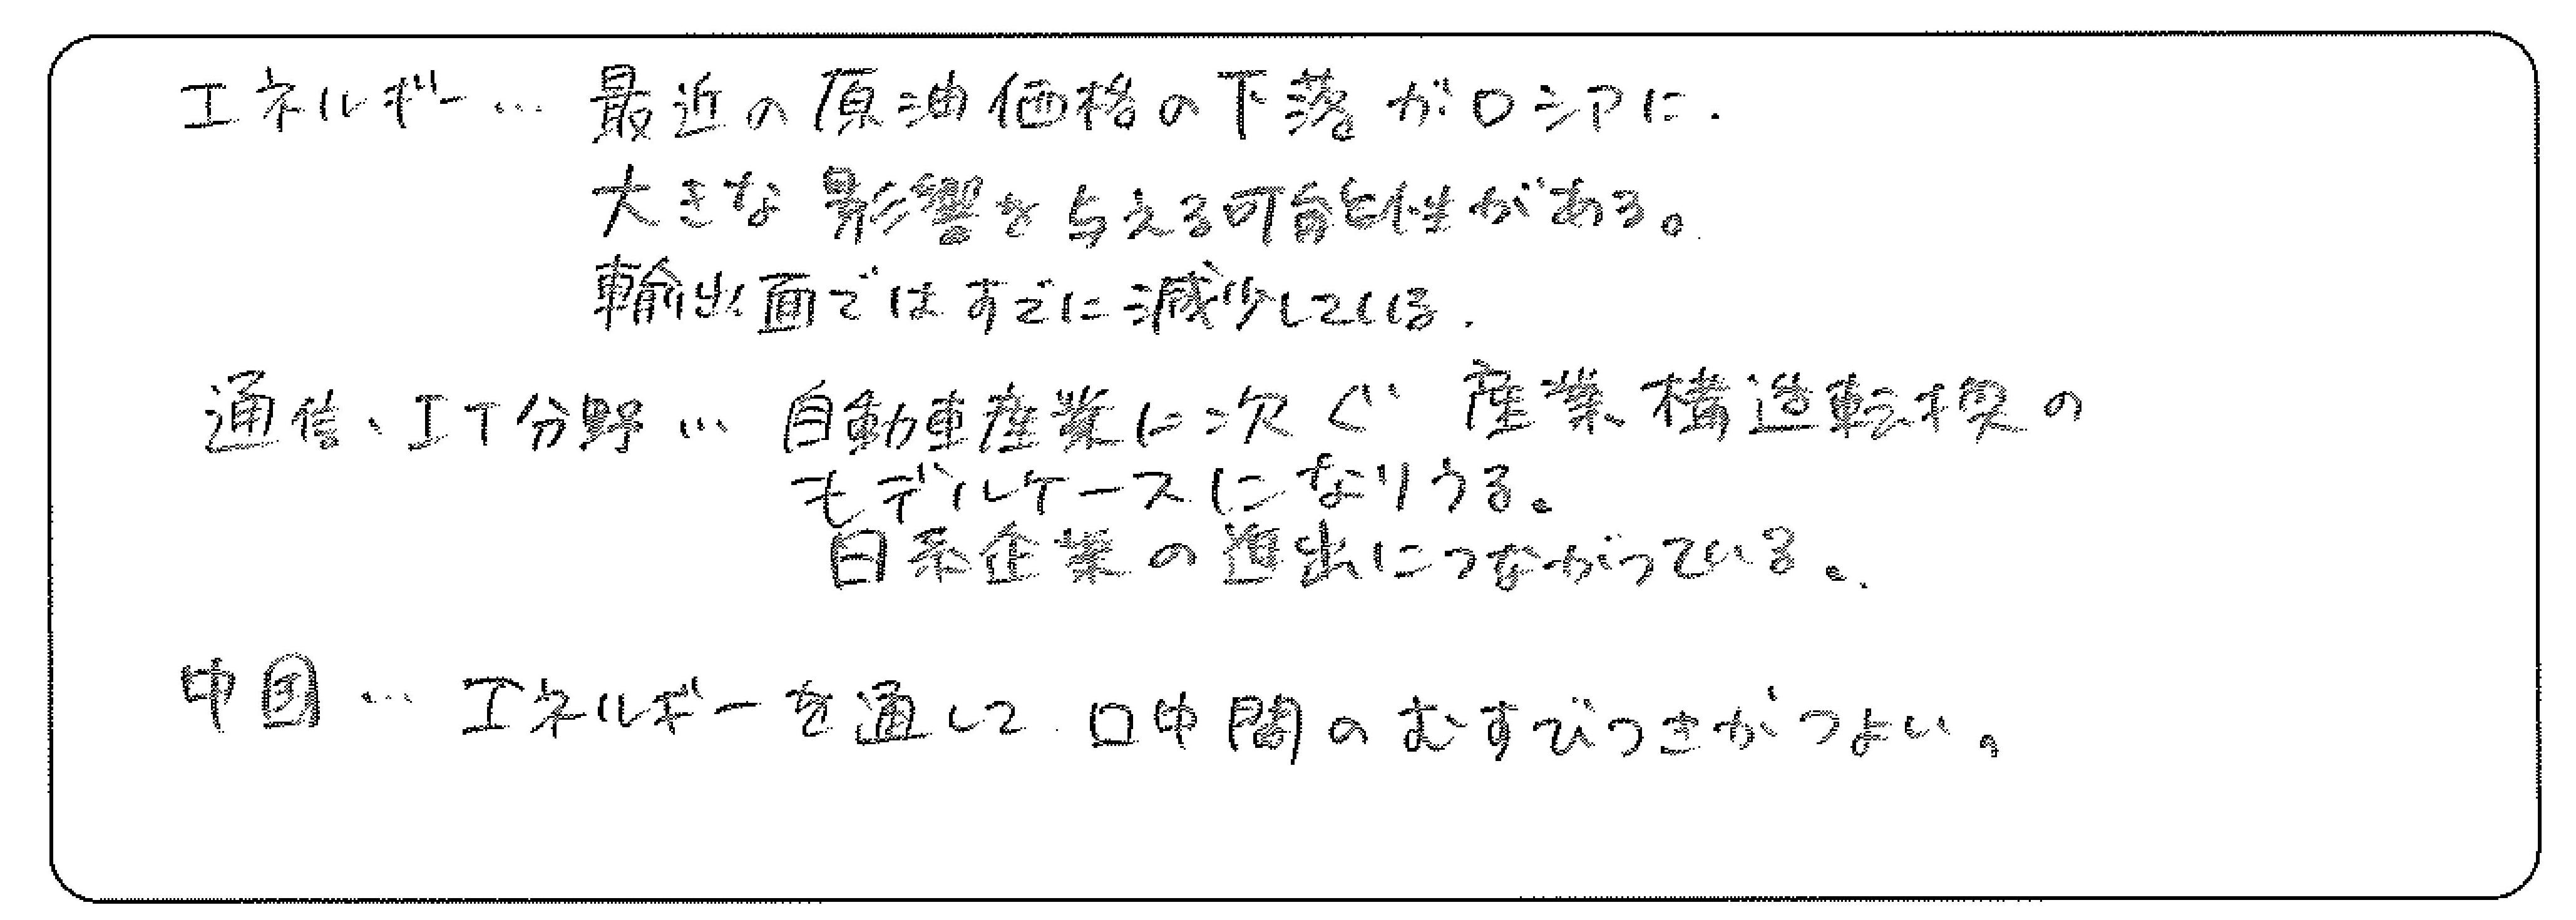 エネルギー… 最近の原油価格の下落がロシアに
大きな影響を与える可能性がある。
輸出面ではすでに減少している.
通信、IT分野… 自動車産業に次ぐ 産業構造転換の
モデルケースになりうる。
日系企業の進出につながっている。
中国… エネルギーを通して ロ中間のむすびつきがつよい。